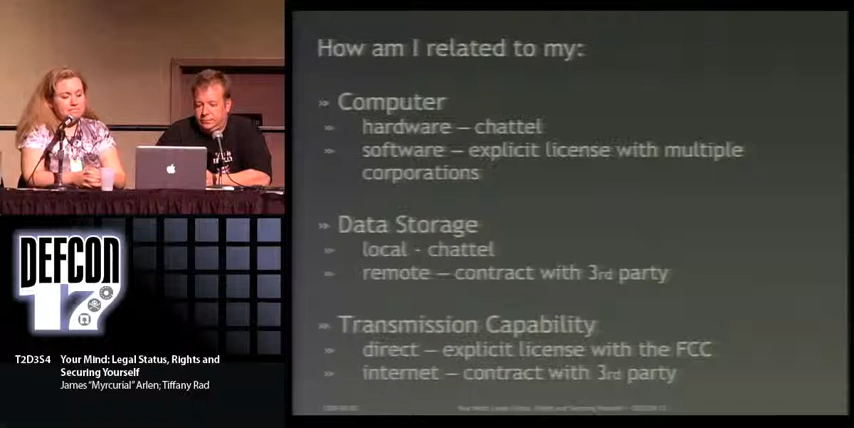 How am I related to my:
» Computer
» hardware – chattel
» software – explicit license with multiple
corporations
» Data Storage
» local - chattel
» remote – contract with 3rd party
» Transmission Capability
» direct – explicit license with the FCC
» internet – contract with 3rd party
DEFCON
17
T2D3S4 Your Mind: Legal Status, Rights and
Securing Yourself
James "Myrcurial" Arlen; Tiffany Rad